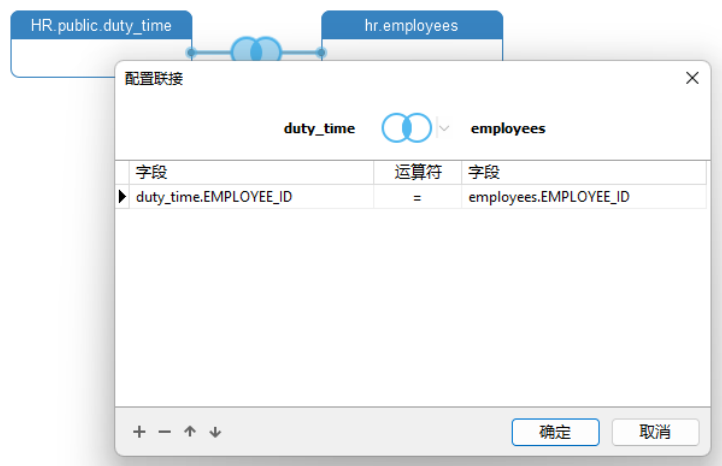 HR.public.duty_time
hr.employees
配置联接
duty_time employees
字段 运算符 字段
duty_time.EMPLOYEE_ID = employees.EMPLOYEE_ID
确定 取消